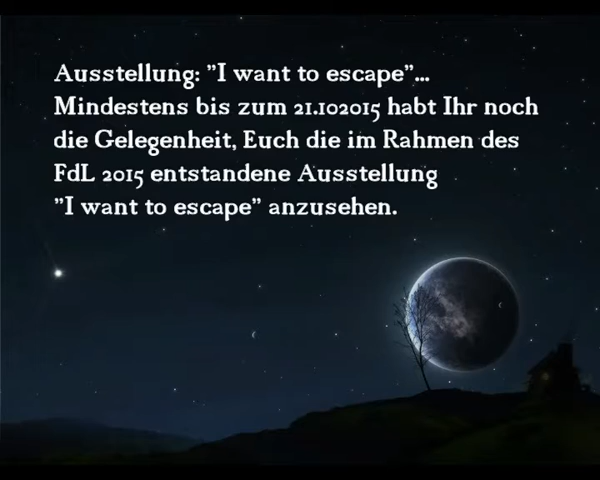 Ausstellung: "I want to escape"...
Mindestens bis zum 21.102015 habt Ihr noch
die Gelegenheit, Euch die im Rahmen des
FdL 2015 entstandene Ausstellung
"I want to escape" anzusehen.